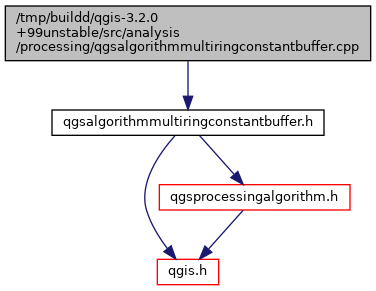 /tmp/buildd/qgis-3.2.0
+99unstable/src/analysis
/processing/qgsalgorithmmultiringconstantbuffer.cpp
qgsalgorithmmultiringconstantbuffer.h
qgsprocessingalgorithm.h
qgis.h